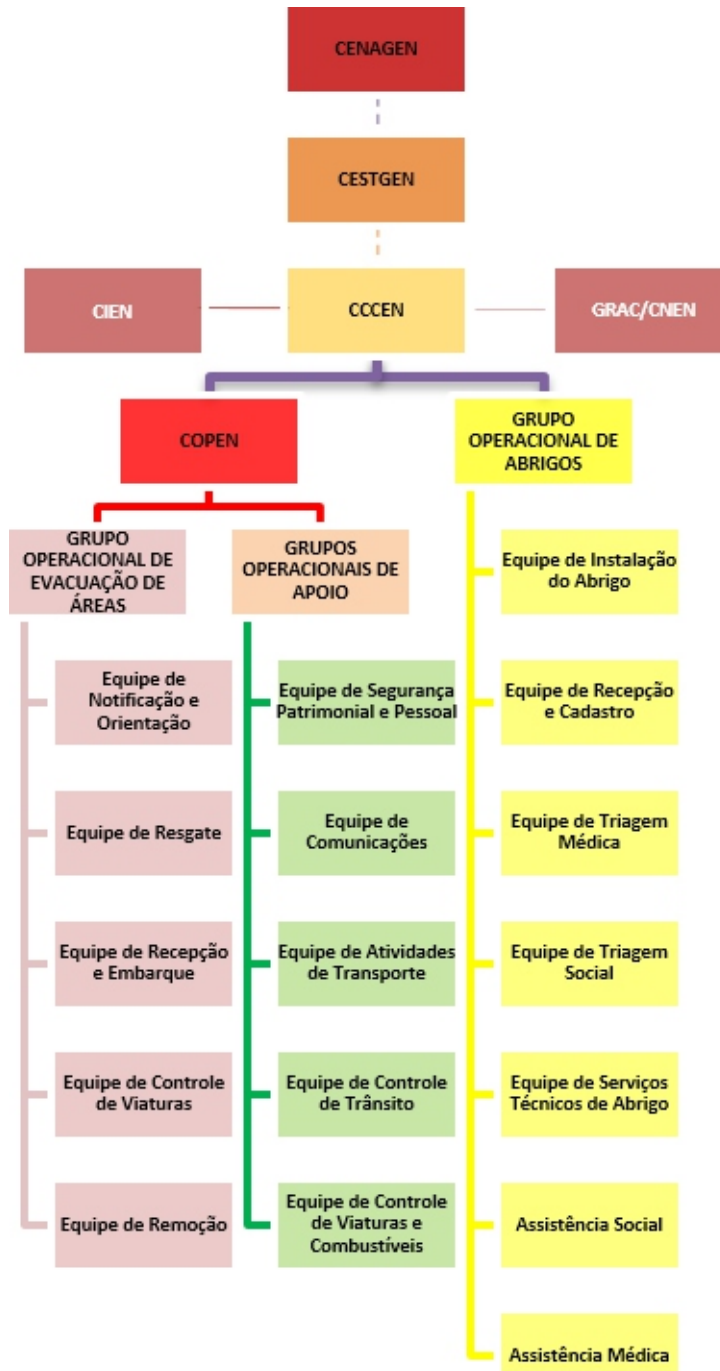 CENAGEN
CESTGEN
CIEN
CCCEN
GRAC/CNEN
COPEN
GRUPO
OPERACIONAL DE
ABRIGOS
GRUPO
OPERACIONAL DE
EVACUAÇÃO DE
ÁREAS
GRUPOS
OPERACIONAIS DE
APOIO
Equipe de Instalação
do Abrigo
Equipe de
Notificação e
Orientação
Equipe de Segurança
Patrimonial e Pessoal
Equipe de Recepção
e Cadastro
Equipe de Resgate
Equipe de
Comunicações
Equipe de Triagem
Médica
Equipe de Recepção
e Embarque
Equipe de Atividades
de Transporte
Equipe de Triagem
Social
Equipe de Controle
de Viaturas
Equipe de Controle
de Trânsito
Equipe de Serviços
Técnicos de Abrigo
Equipe de Remoção
Equipe de Controle
de Viaturas e
Combustíveis
Assistência Social
Assistência Médica